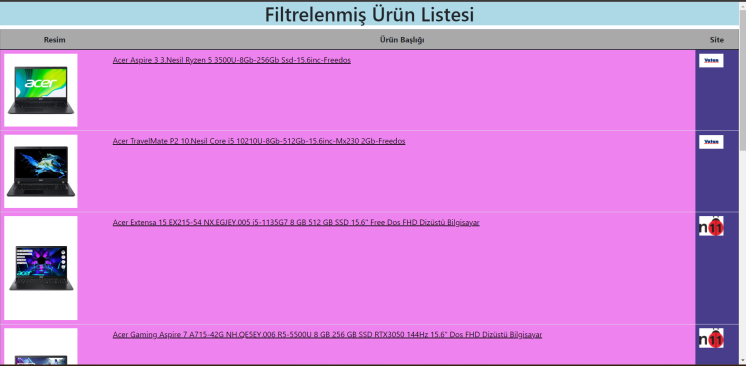 Filtrelenmiş Ürün Listesi
Resim Ürün Başlığı Site
acer
Acer Aspire 3 3.Nesil Ryzen 5 3500U-8Gb-256Gb Ssd-15.6inc-Freedos
Vatan
Acer TravelMate P2 10.Nesil Core i5 10210U-8Gb-512Gb-15.6inc-Mx230 2Gb-Freedos
Vatan
Acer Extensa 15 EX215-54 NX.EGJEY.005 i5-1135G7 8 GB 512 GB SSD 15.6" Free Dos FHD Dizüstü Bilgisayar
n11
Acer Gaming Aspire 7 A715-42G NH.QE5EY.006 R5-5500U 8 GB 256 GB SSD RTX3050 144Hz 15.6" Dos FHD Dizüstü Bilgisayar
n11